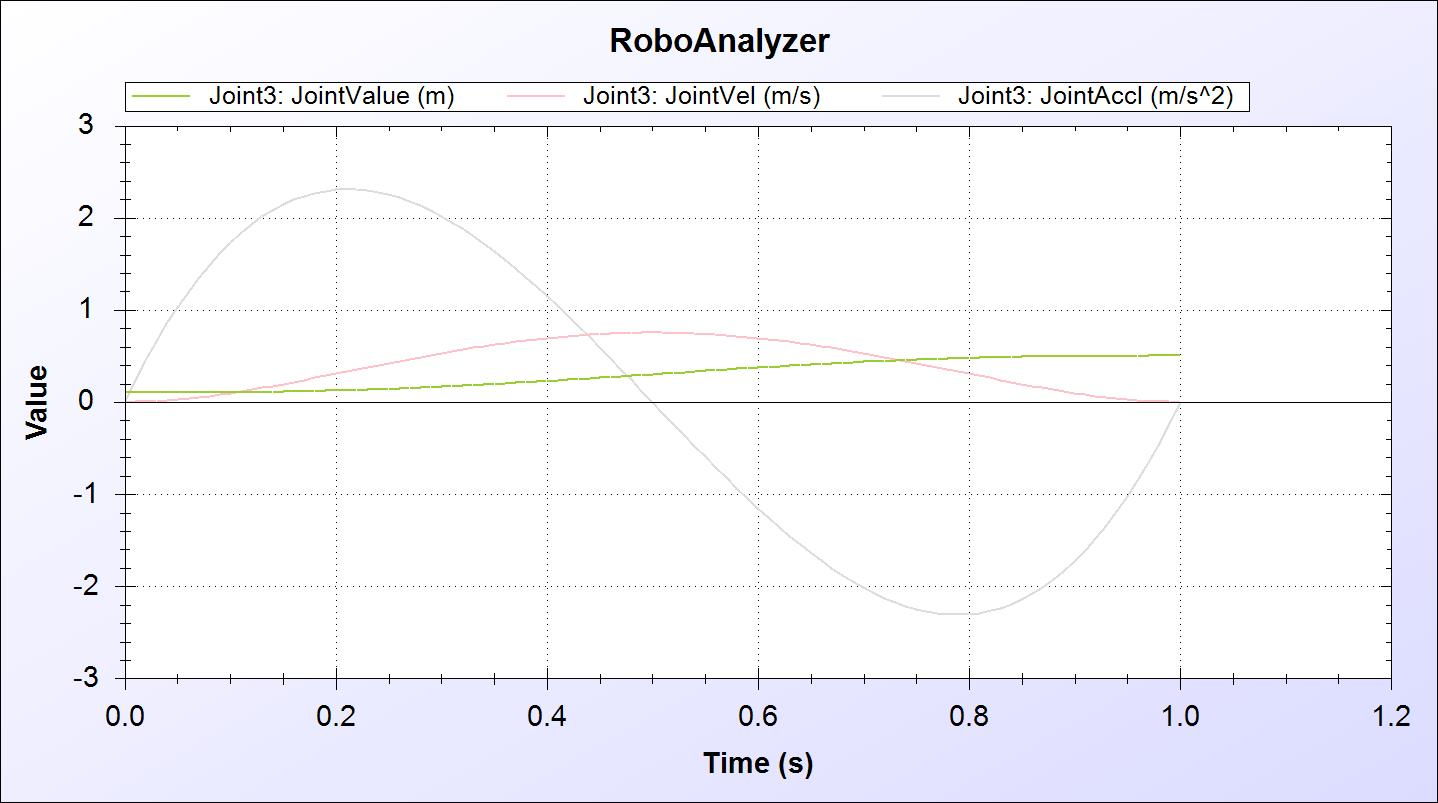 RoboAnalyzer
Joint3: JointValue (m) Joint3: JointVel (m/s) Joint3: JointAccl (m/s^2)
3
2
1
0
-1
-2
-3
Value
0.0 0.2 0.4 0.6 0.8 1.0 1.2
Time (s)